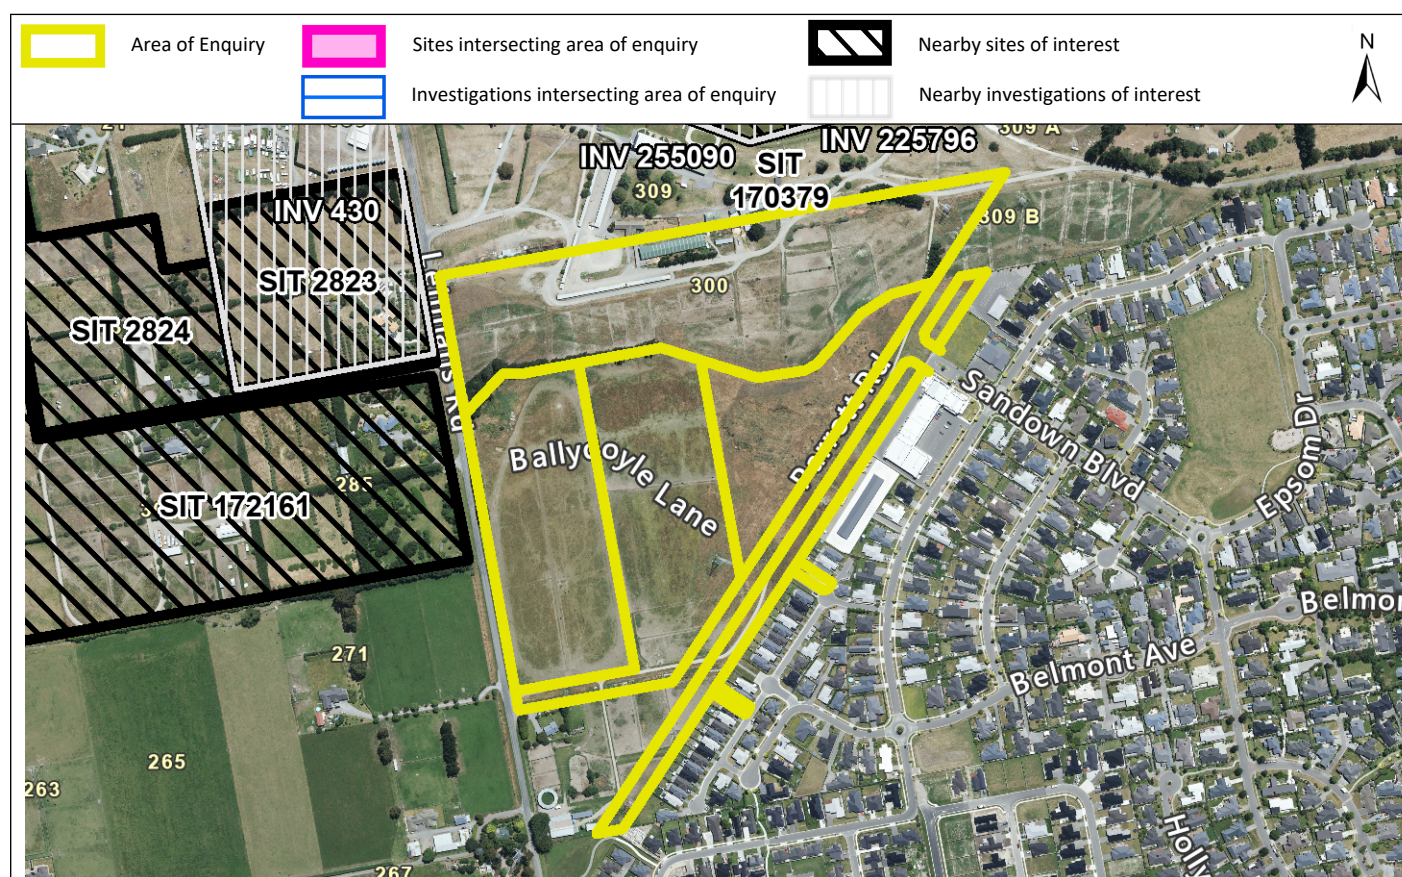 Area of Enquiry
Sites intersecting area of enquiry
Nearby sites of interest
N
Investigations intersecting area of enquiry
Nearby investigations of interest
309 A
INV 255090
INV 225796
SIT
170379
309
INV 430
309 B
SIT 2823
300
SIT 2824
Lehmans Rd
Sandown Blvd
Epsom Dr
Ballycoyle Lane
285
SIT 172161
Belmont Ave
271
265
263
267